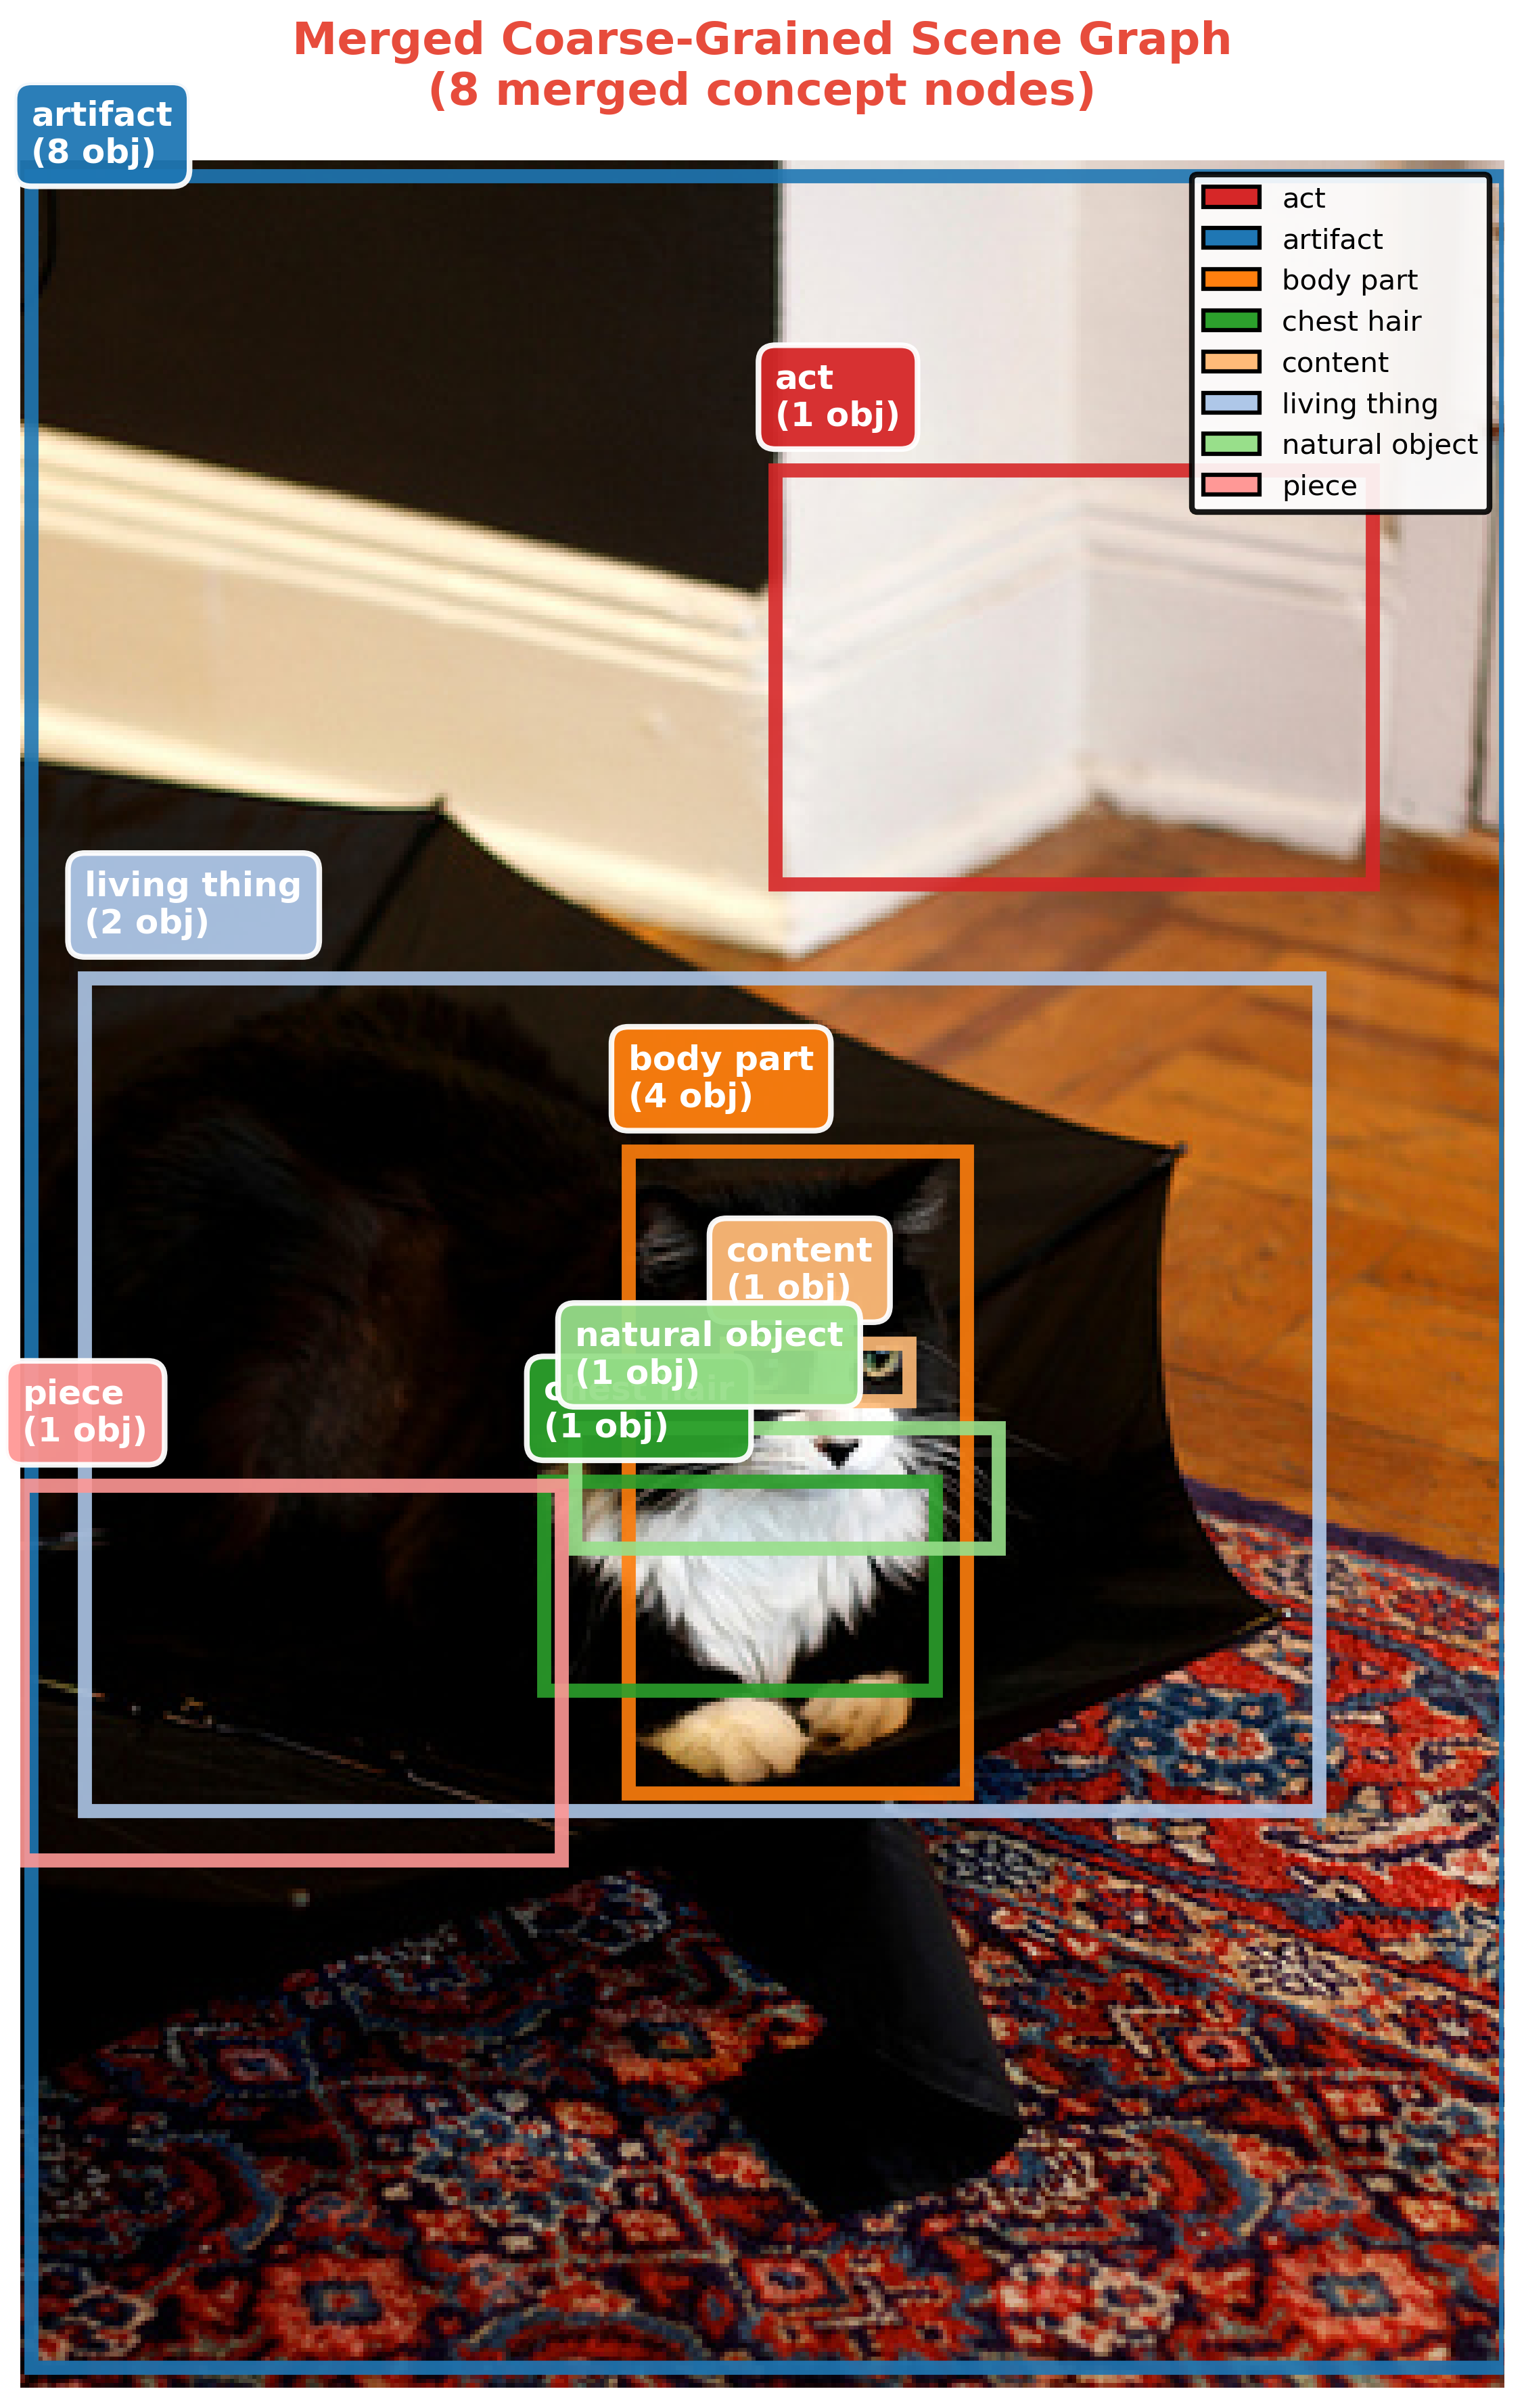 Merged Coarse-Grained Scene Graph
(8 merged concept nodes)
artifact
(8 obj)
act
artifact
body part
chest hair
content
living thing
natural object
piece
act
(1 obj)
living thing
(2 obj)
body part
(4 obj)
content
(1 obj)
natural object
(1 obj)
piece
(1 obj)
chest hair
(1 obj)